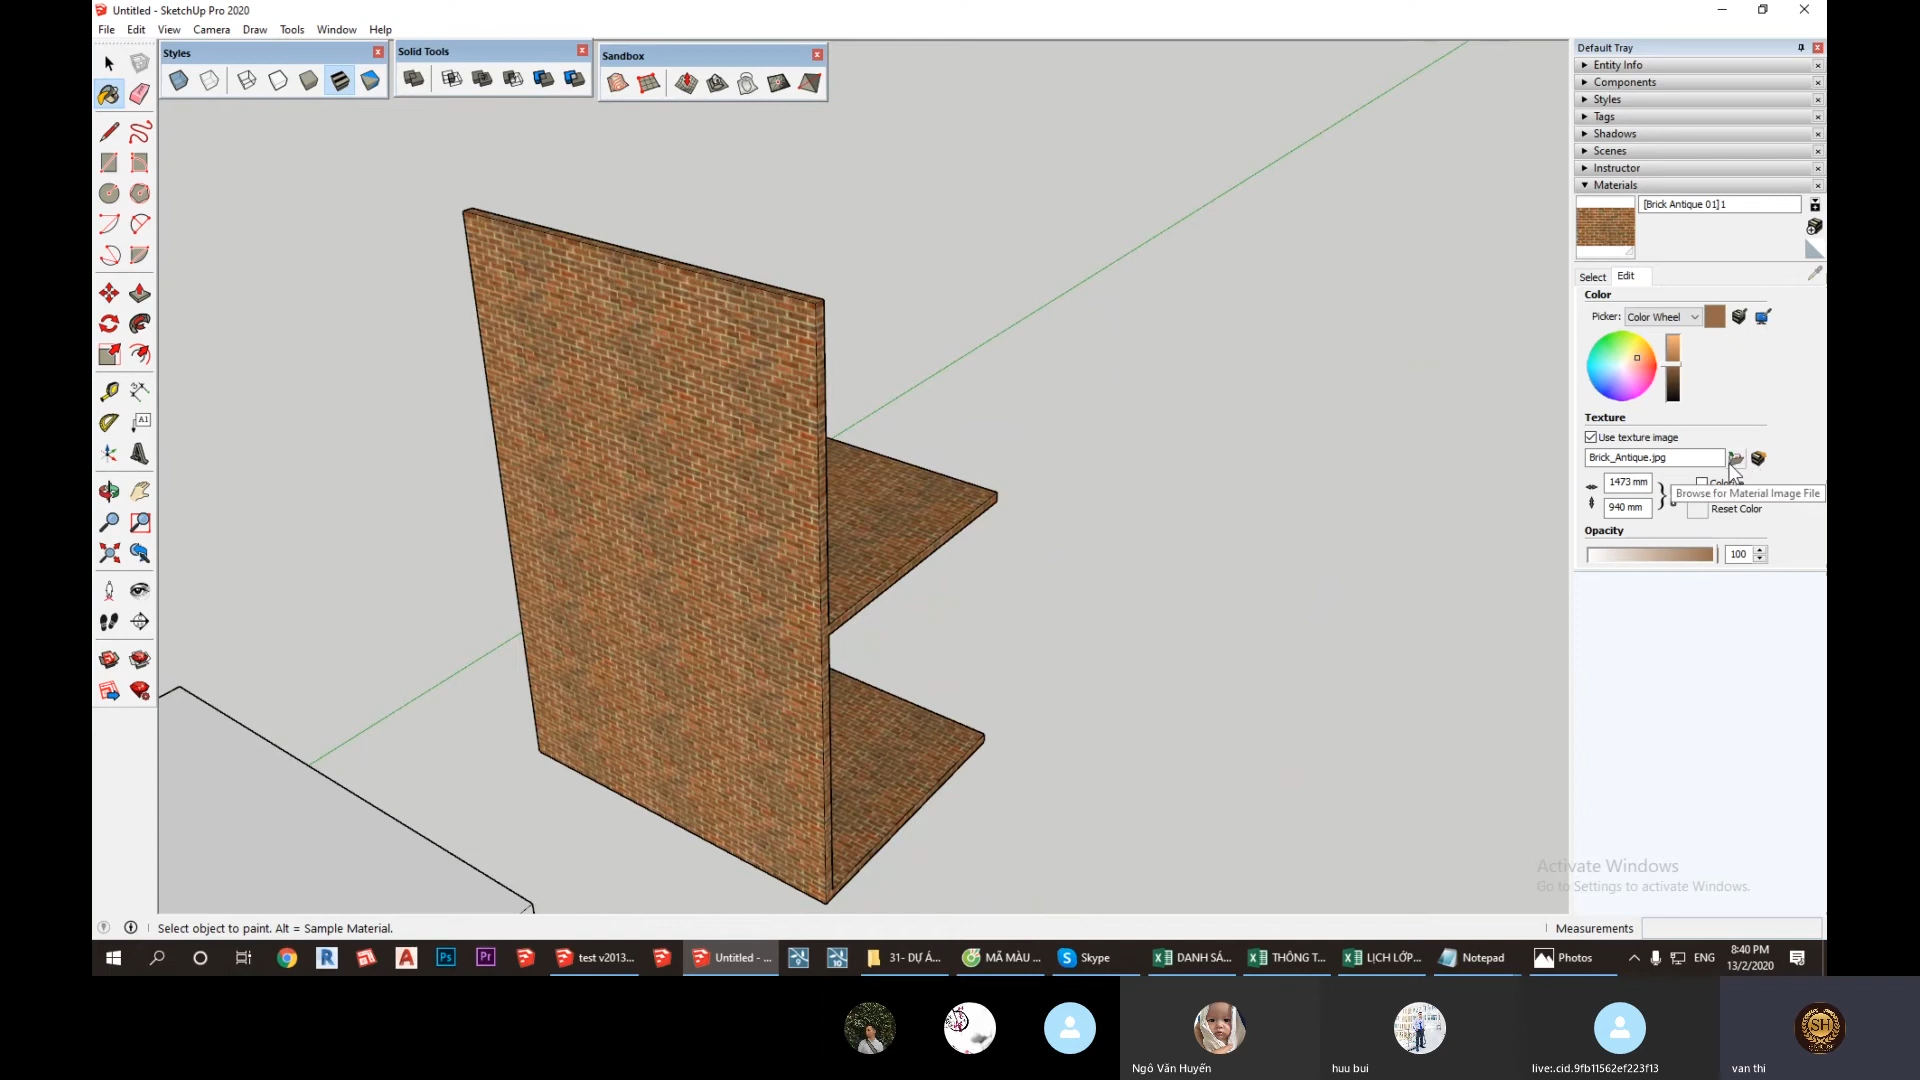 Untitled - SketchUp Pro 2020
File Edit View Camera Draw Tools Window Help
Styles
Solid Tools
Sandbox
Default Tray
Entity Info
Components
Styles
Tags
Shadows
Scenes
Instructor
Materials
[Brick Antique 01]1
Select Edit
Color
Picker: Color Wheel
Texture
Use texture image
Brick_Antique.jpg
1473 mm
Browse for Material Image File
940 mm
Reset Color
Opacity
100
A1
Activate Windows
Go to Settings to activate Windows.
Select object to paint. Alt = Sample Material.
Measurements
test v2013...
Untitled - ...
31- DỰ Á...
MÃ MÀU ...
Skype
DANH SÁ...
THÔNG T...
LỊCH LỚP...
Notepad
Photos
ENG
8:40 PM
13/2/2020
Ngô Văn Huyến
huu bui
live:.cid.9fb11562ef223f13
van thi
SH